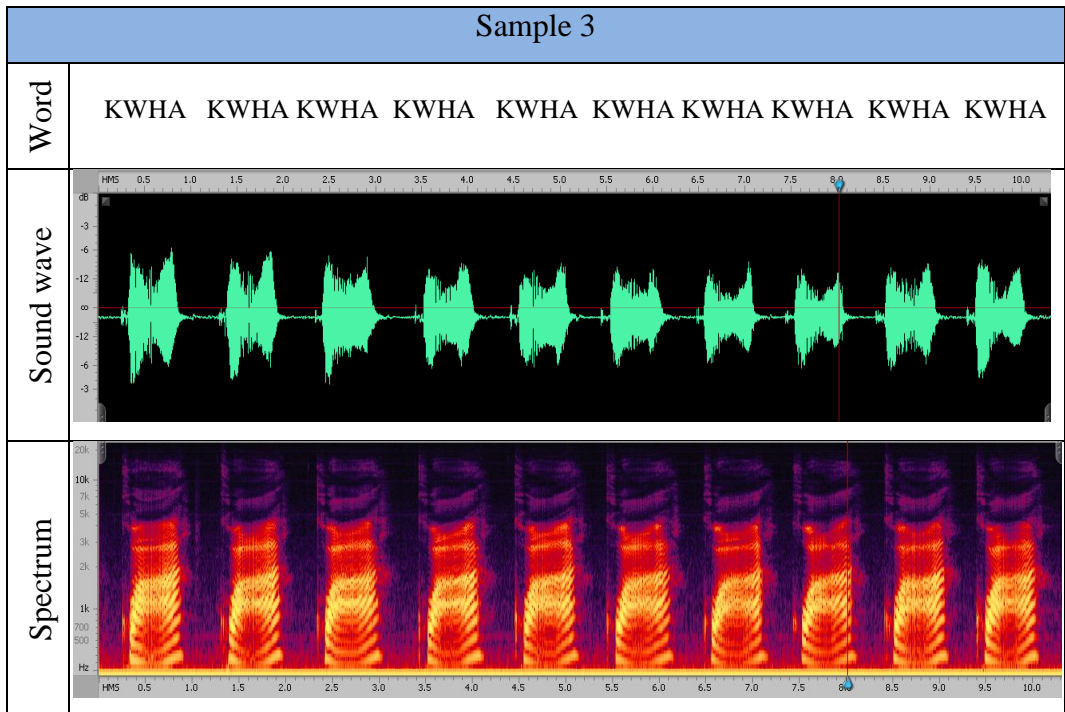 Sample 3
Word
KWHA KWHA KWHA KWHA KWHA KWHA KWHA KWHA KWHA KWHA
Sound wave
HMS 0.5 1.0 1.5 2.0 2.5 3.0 3.5 4.0 4.5 5.0 5.5 6.0 6.5 7.0 7.5 8.0 8.5 9.0 9.5 10.0
dB
-3
-6
-12
∞
-12
-6
-3
Spectrum
20k
10k
7k
5k
3k
2k
1k
700
500
Hz
HMS 0.5 1.0 1.5 2.0 2.5 3.0 3.5 4.0 4.5 5.0 5.5 6.0 6.5 7.0 7.5 8.0 8.5 9.0 9.5 10.0